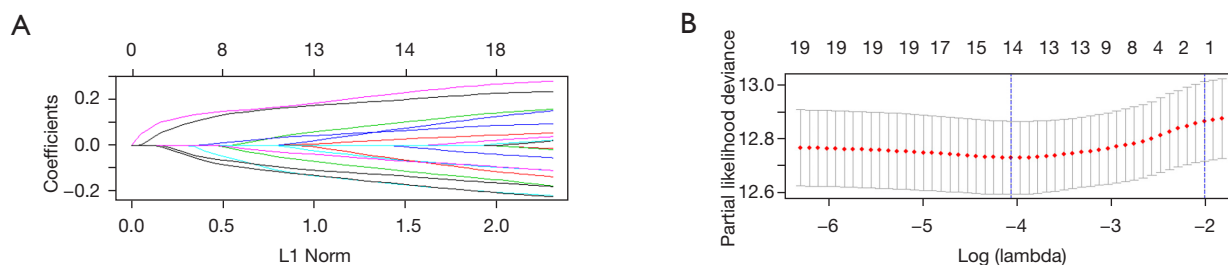 A
0 8 13 14 18
Coefficients
0.2
0.0
−0.2
0.0 0.5 1.0 1.5 2.0
L1 Norm
B
19 19 19 19 17 15 14 13 13 9 8 4 2 1
Partial likelihood deviance
13.0
12.8
12.6
−6 −5 −4 −3 −2
Log (lambda)